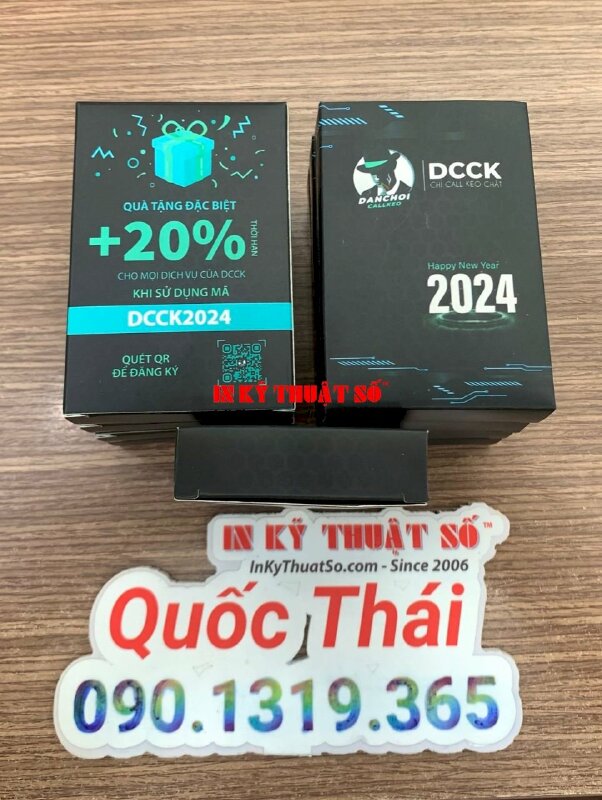 QUÀ TẶNG ĐẶC BIỆT
+20%
THỜI HẠN
CHO MỌI DỊCH VỤ CỦA DCCK
KHI SỬ DỤNG MÃ
DCCK2024
QUÉT QR
ĐỂ ĐĂNG KÝ
DANCHOI
CALLKEO
DCCK
CHỈ CALL KÈO CHẤT
Happy New Year
2024
IN KỸ THUẬT SỐ™
IN KỸ THUẬT SỐ™
InKyThuatSo.com - Since 2006
Quốc Thái
090.1319.365